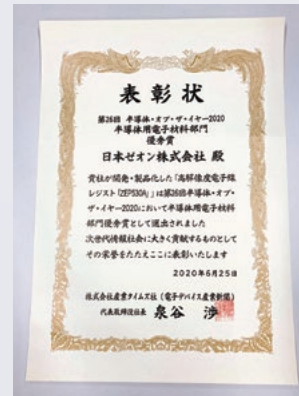 表彰状
第26回 半導体・オブ・ザ・イヤー2020
半導体用電子材料部門
優秀賞
日本ゼオン株式会社 殿
貴社が開発・製品化した「高解像度電子線
レジスト「ZEP530A」」は第26回半導体・オブ・
ザ・イヤー2020において半導体用電子材料
部門優秀賞として選出されました
次世代情報社会に大きく貢献するものとして
その栄誉をたたえここに表彰いたします
2020年6月25日
株式会社産業タイムズ社（電子デバイス産業新聞）
代表取締役社長 泉谷 渉